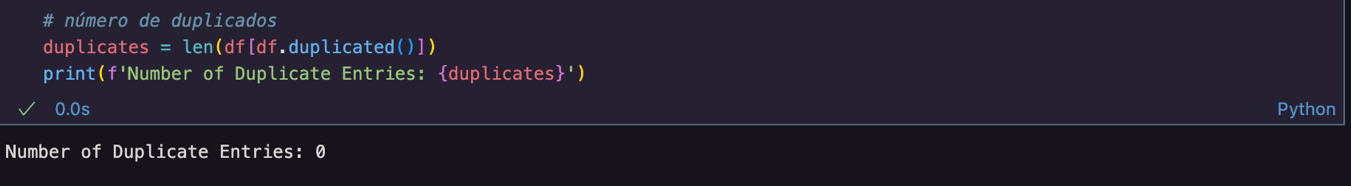 # número de duplicados
duplicates = len(df[df.duplicated()])
print(f'Number of Duplicate Entries: {duplicates}')
0.0s
Python
Number of Duplicate Entries: 0